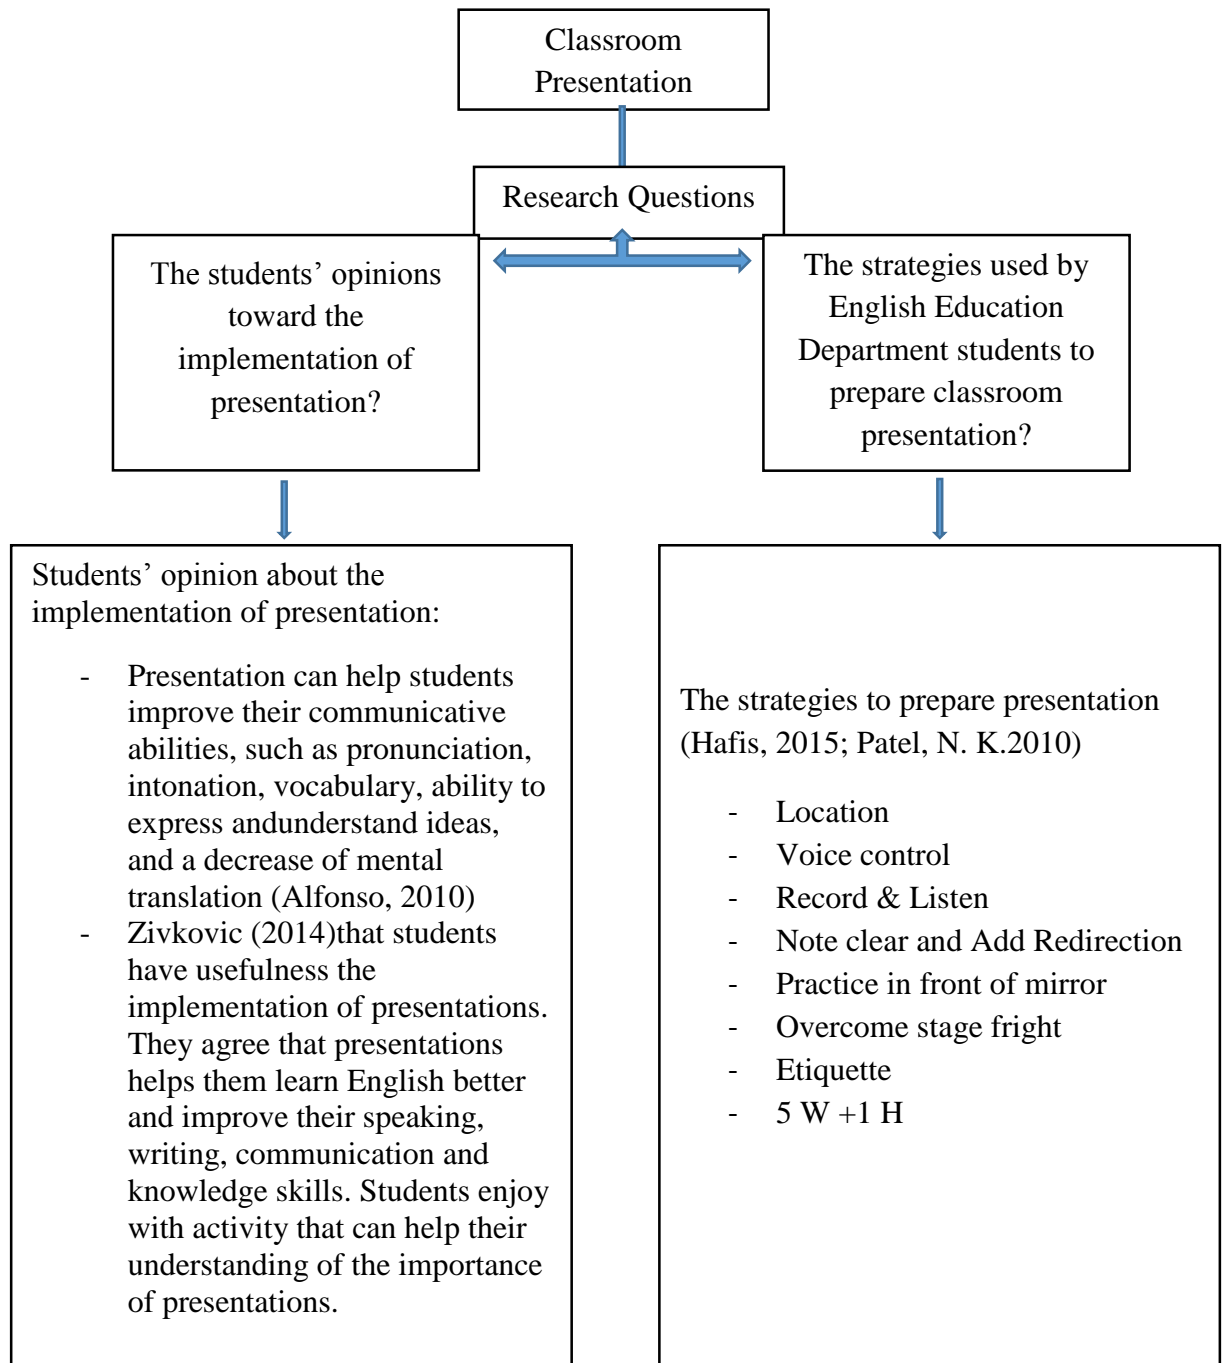 Classroom
Presentation
Research Questions
The students’ opinions
toward the
implementation of
presentation?
The strategies used by
English Education
Department students to
prepare classroom
presentation?
Students’ opinion about the
implementation of presentation:
- Presentation can help students
improve their communicative
abilities, such as pronunciation,
intonation, vocabulary, ability to
express andunderstand ideas,
and a decrease of mental
translation (Alfonso, 2010)
- Zivkovic (2014)that students
have usefulness the
implementation of presentations.
They agree that presentations
helps them learn English better
and improve their speaking,
writing, communication and
knowledge skills. Students enjoy
with activity that can help their
understanding of the importance
of presentations.
The strategies to prepare presentation
(Hafis, 2015; Patel, N. K.2010)
- Location
- Voice control
- Record & Listen
- Note clear and Add Redirection
- Practice in front of mirror
- Overcome stage fright
- Etiquette
- 5 W +1 H